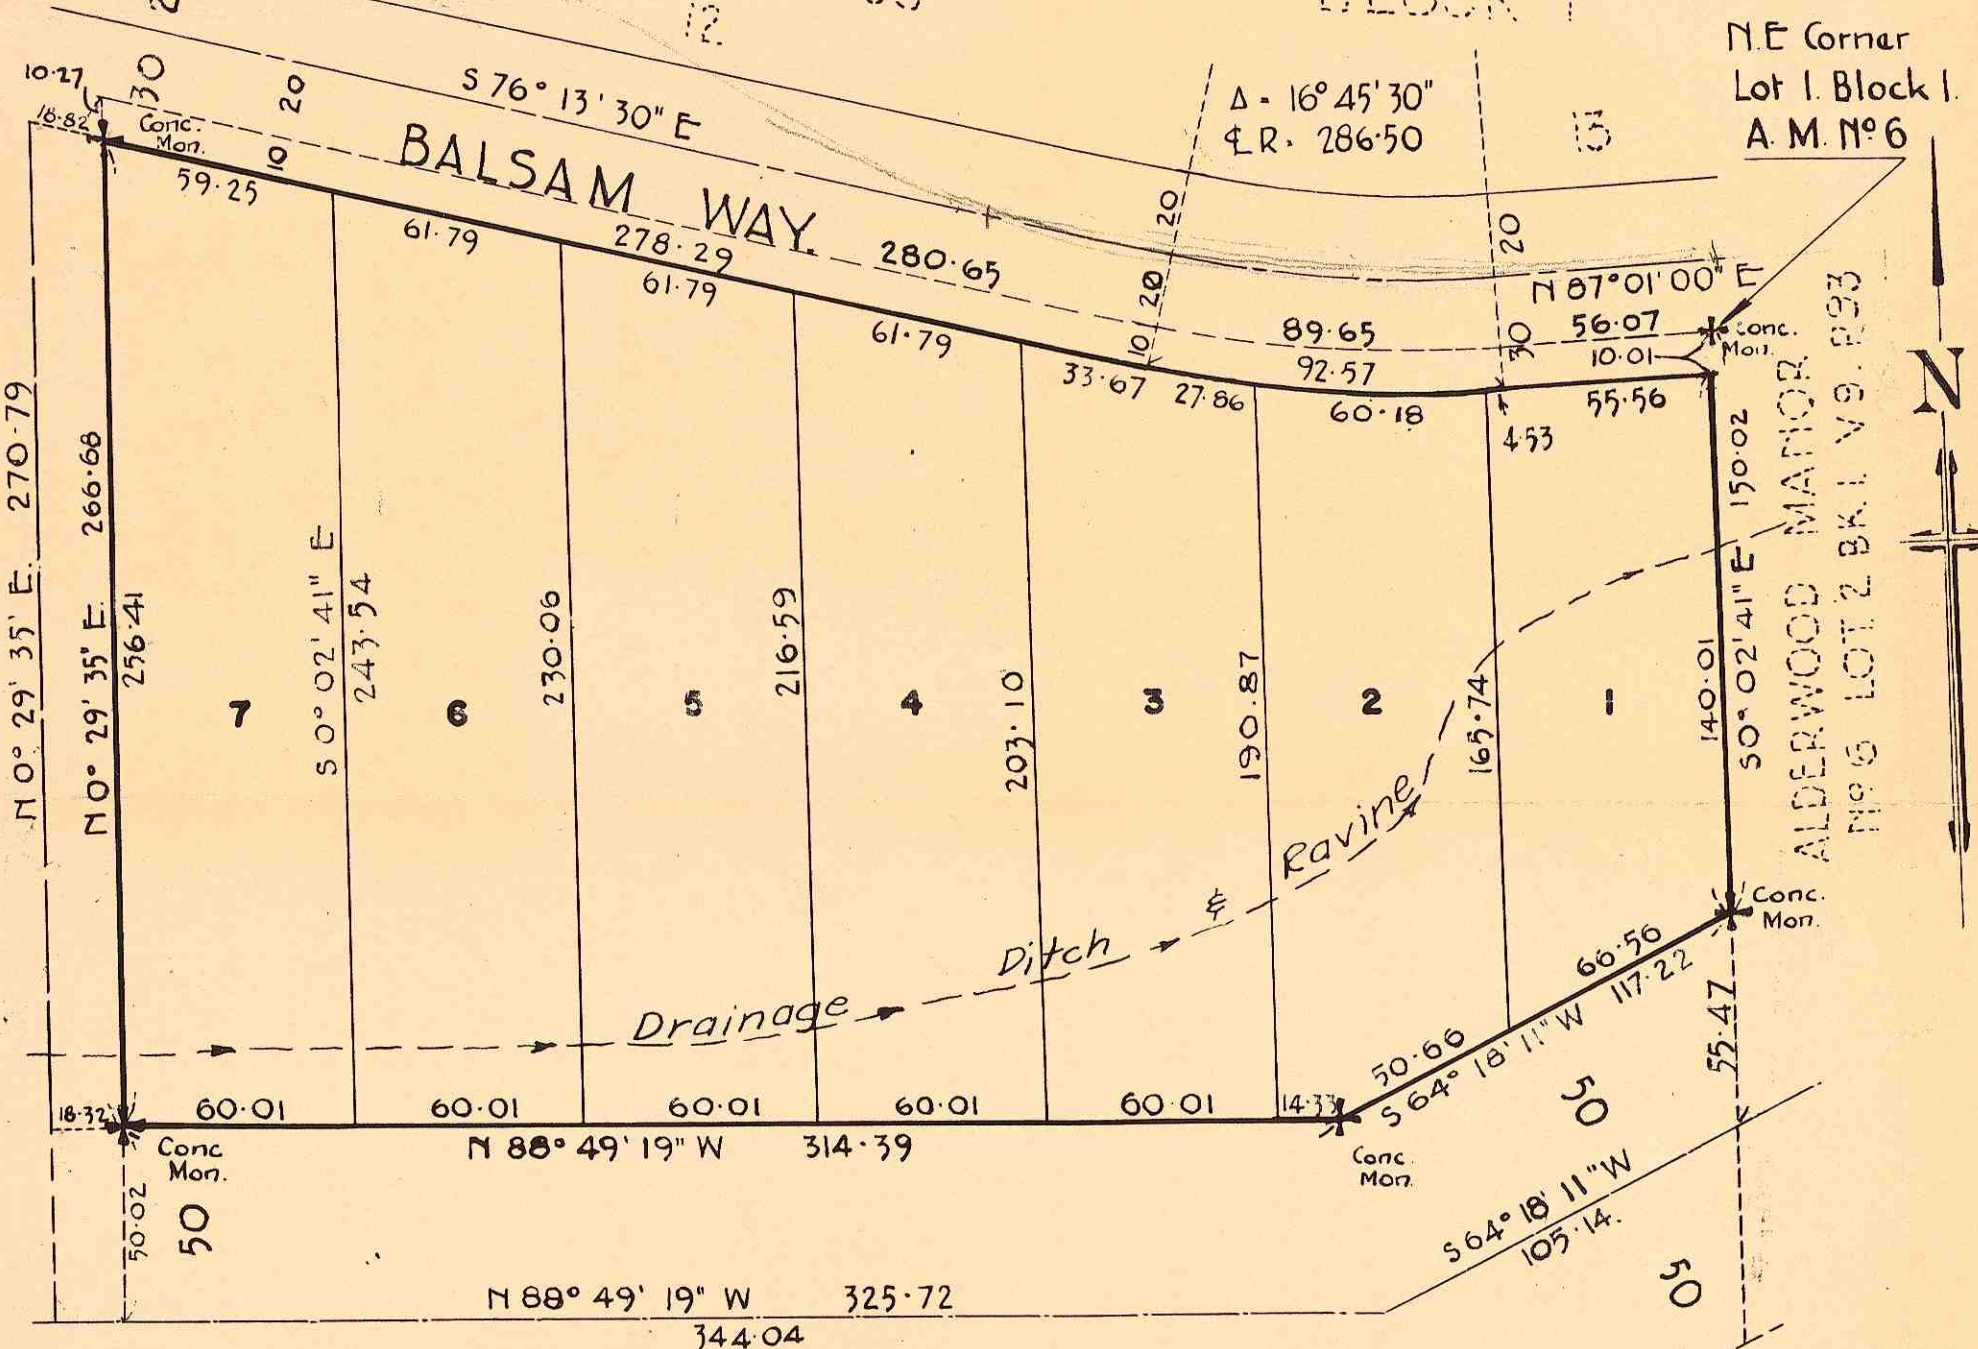 12
BLOCK 1
N.E Corner
Lot 1. Block 1.
A. M. Nº 6
10·27
18·82
30
20
10
Conc.
Mon.
S 76° 13' 30" E
BALSAM WAY.
Δ = 16° 45' 30"
₵ R. 286·50
13
59·25
61·79
278·29
61·79
280·65
61·79
33·67
27·86
20
20
10
20
30
N 87° 01' 00" E
89·65
92·57
60·18
56·07
10·01
55·56
4·53
Conc.
Mon.
N 0° 29' 35' E. 270·79
N 0° 29' 35" E. 266·68
256·41
S 0° 02' 41" E
243·54
230·06
216·59
203·10
190·87
165·74
140·01
S 0° 02' 41" E 150·02
ALDERWOOD MANOR
Nº 6 LOT 2 BK. 1. V 9. P. 93
N
7
6
5
4
3
2
1
Drainage Ditch & Ravine
Conc.
Mon.
18·32
60·01
60·01
60·01
60·01
60·01
14·33
N 88° 49' 19" W 314·39
Conc
Mon.
Conc.
Mon.
50·66
66·56
S 64° 18' 11" W 117·22
55·47
50
50·02
50
S 64° 18' 11" W
105·14.
50
N 88° 49' 19" W 325·72
344·04